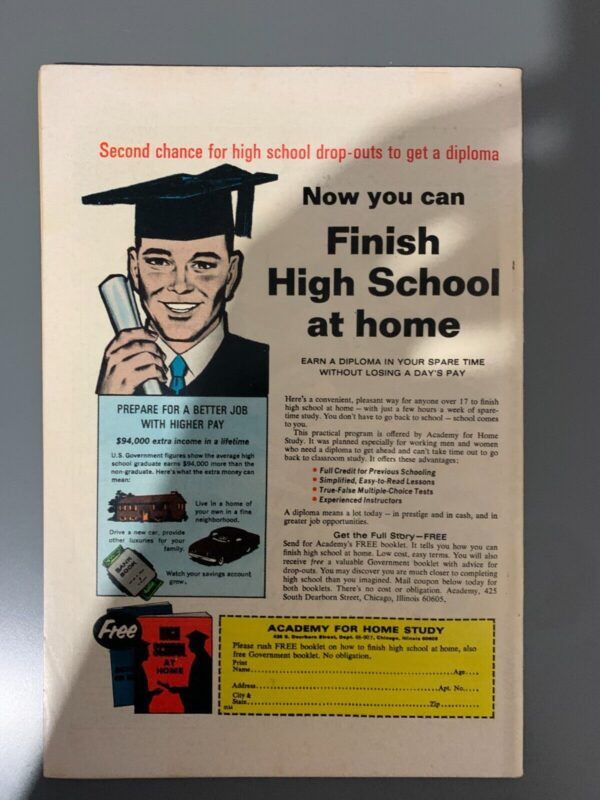 Second chance for high school drop-outs to get a diploma
Now you can
Finish
High School
at home
EARN A DIPLOMA IN YOUR SPARE TIME
WITHOUT LOSING A DAY'S PAY
PREPARE FOR A BETTER JOB
WITH HIGHER PAY
$94,000 extra income in a lifetime
U.S. Government figures show the average high
school graduate earns $94,000 more than the
non-graduate. Here's what the extra money can
mean:
Live in a home of
your own in a fine
neighborhood.
Drive a new car, provide
other luxuries for your
family.
BANK
BOOK
Watch your savings account
grow.
Here's a convenient, pleasant way for anyone over 17 to finish
high school at home – with just a few hours a week of spare-
time study. You don't have to go back to school – school comes
to you.
This practical program is offered by Academy for Home
Study. It was planned especially for working men and women
who need a diploma to get ahead and can't take time out to go
back to classroom study. It offers these advantages:
• Full Credit for Previous Schooling
• Simplified, Easy-to-Read Lessons
• True-False Multiple-Choice Tests
• Experienced Instructors
A diploma means a lot today – in prestige and in cash, and in
greater job opportunities.
Get the Full Story—FREE
Send for Academy's FREE booklet. It tells you how you can
finish high school at home. Low cost, easy terms. You will also
receive free a valuable Government booklet with advice for
drop-outs. You may discover you are much closer to completing
high school than you imagined. Mail coupon below today for
both booklets. There's no cost or obligation. Academy, 425
South Dearborn Street, Chicago, Illinois 60605.
Free
HIGH
SCHOOL
AT
HOME
ACADEMY FOR HOME STUDY
S. Dearborn Street, Dept. Chicago, Illinois 60605
Please rush FREE booklet on how to finish high school at home, also
free Government booklet. No obligation.
Print
Name Age
Address Apt. No.
City &
State Zip